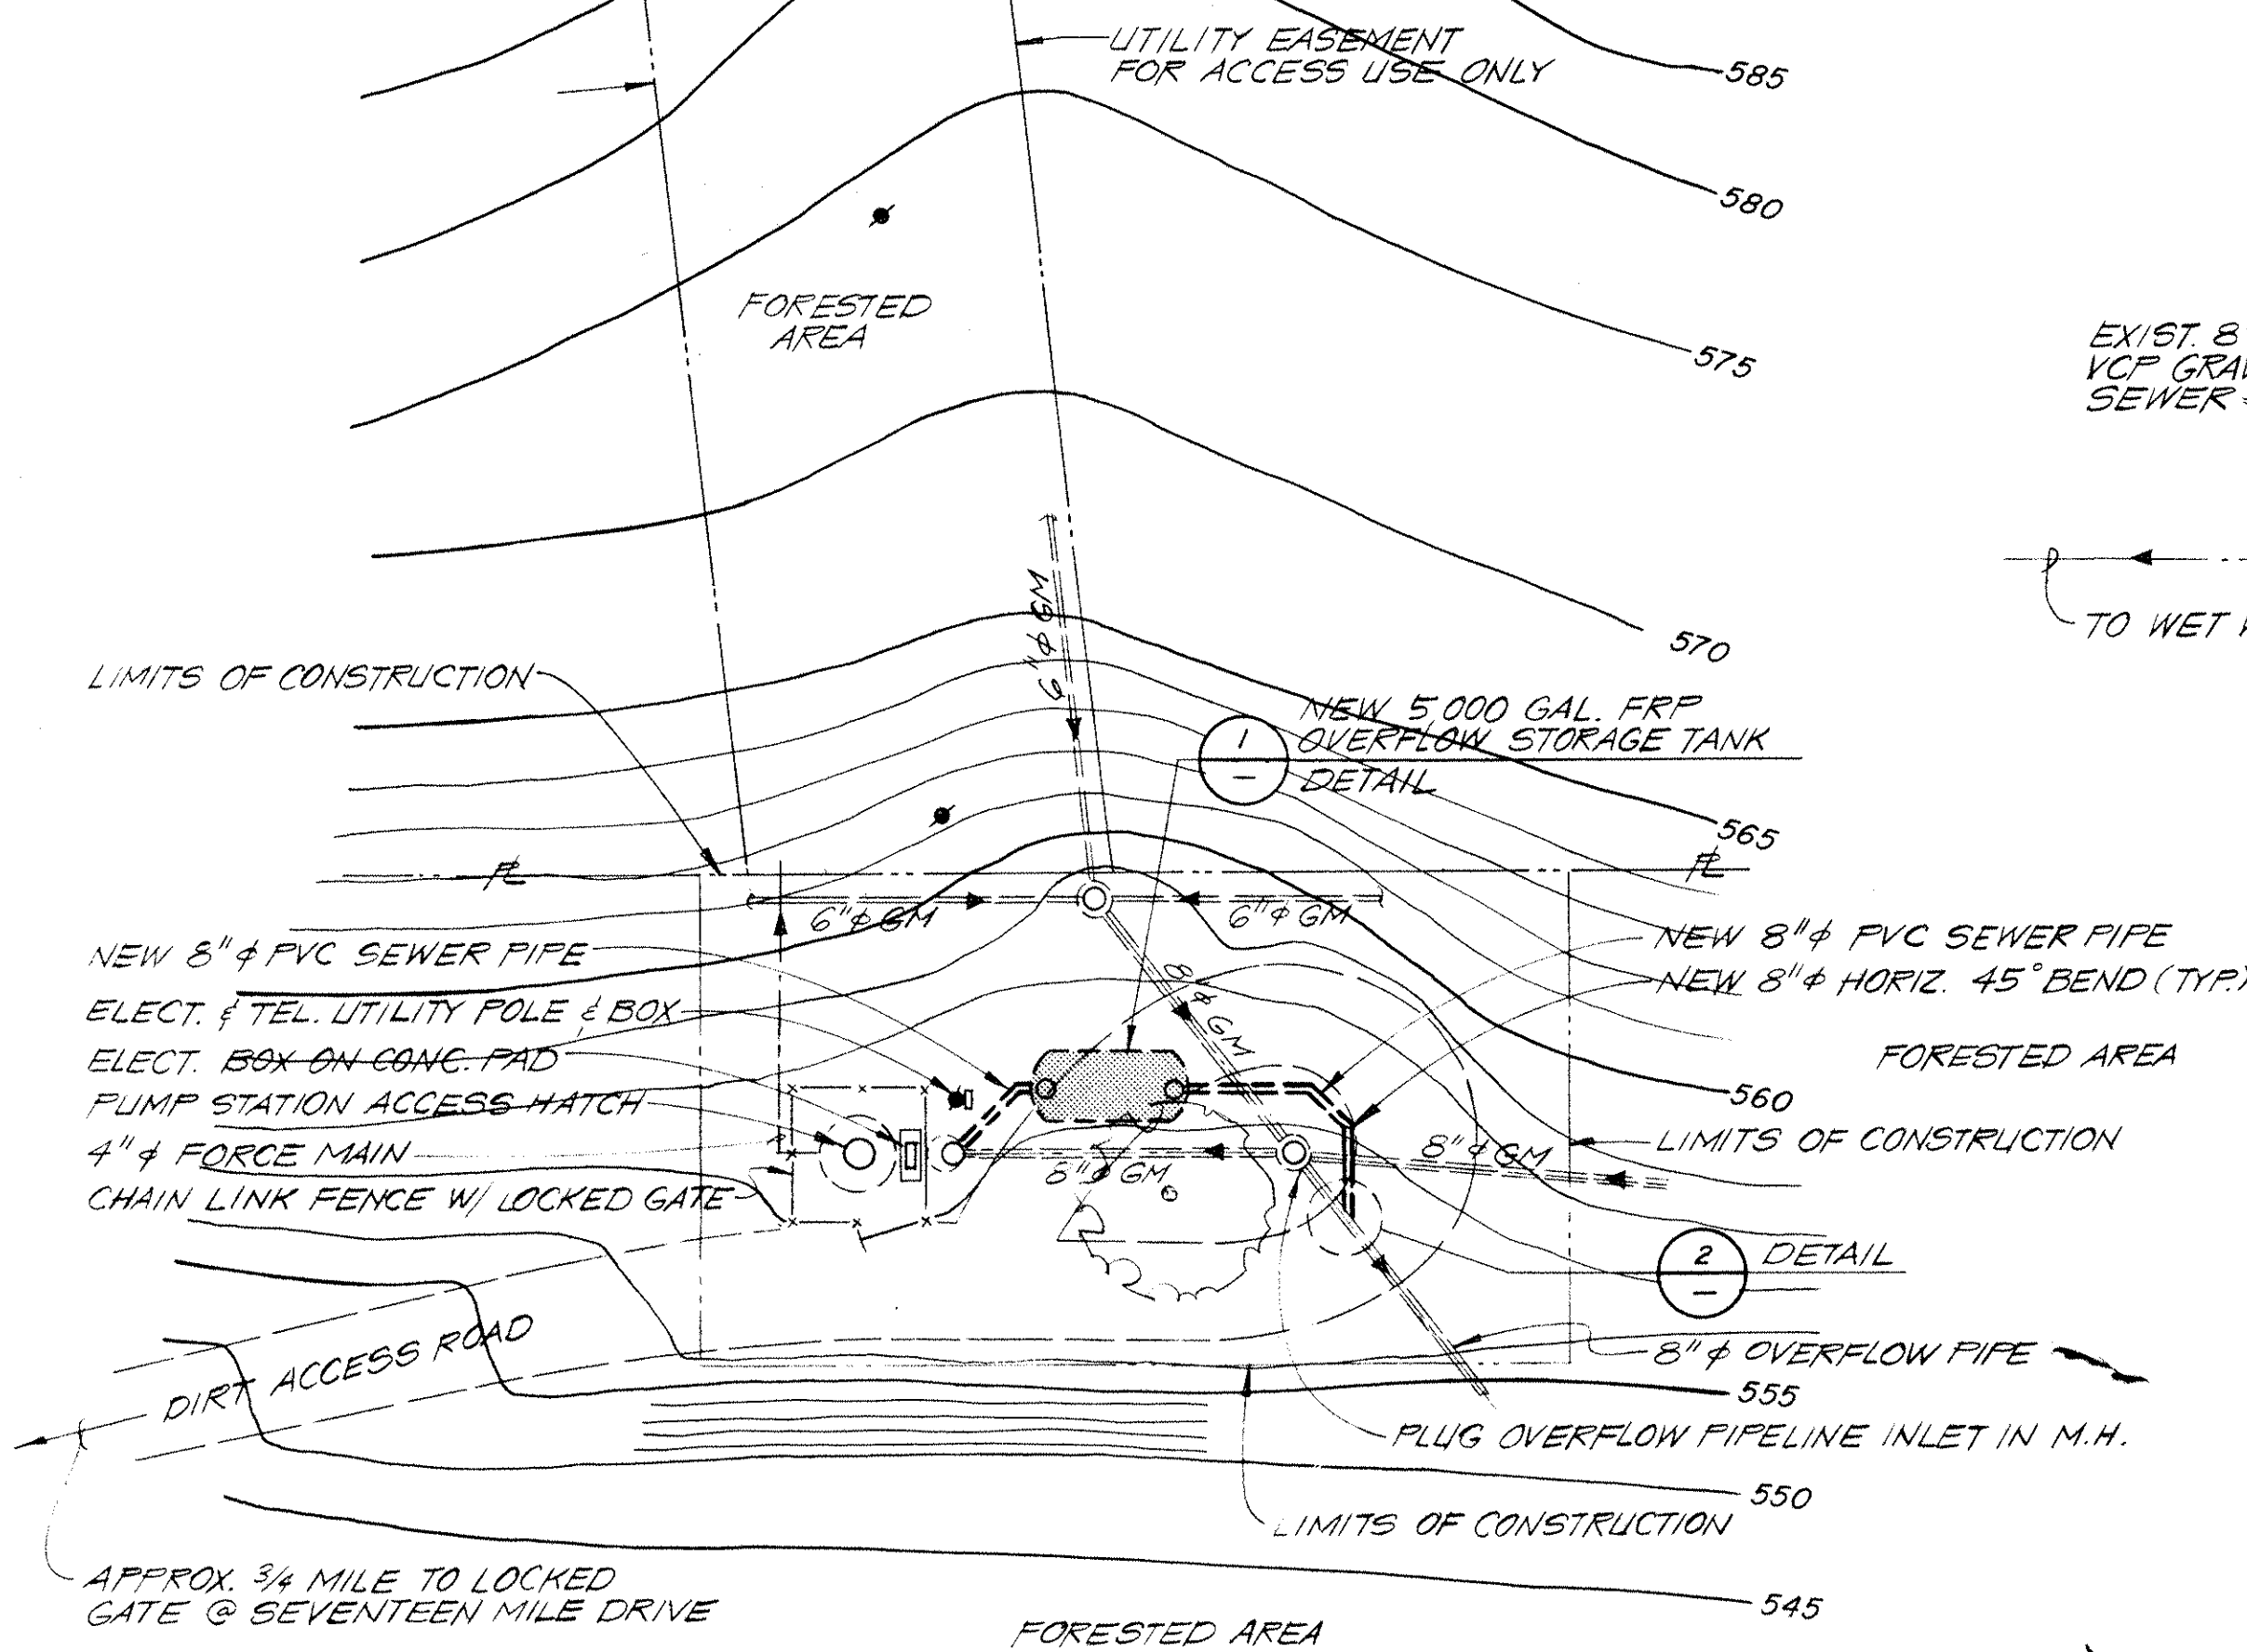 UTILITY EASEMENT
FOR ACCESS USE ONLY
585
580
FORESTED
AREA
575
EXIST. 8"
VCP
SEWER
570
TO WET
6"φ GM
LIMITS OF CONSTRUCTION
NEW 5,000 GAL. FRP
OVERFLOW STORAGE TANK
1
—
DETAIL
565
PL
PL
6"φ GM
6"φ GM
8"φ GM
NEW 8"φ PVC SEWER PIPE
ELECT. & TEL. UTILITY POLE & BOX
ELECT. BOX ON CONC. PAD
PUMP STATION ACCESS HATCH
4"φ FORCE MAIN
CHAIN LINK FENCE W/ LOCKED GATE
NEW 8"φ PVC SEWER PIPE
NEW 8"φ HORIZ. 45° BEND (TYP.)
FORESTED AREA
560
LIMITS OF CONSTRUCTION
8"φ GM
8"φ GM
2
—
DETAIL
8"φ OVERFLOW PIPE
555
DIRT ACCESS ROAD
PLUG OVERFLOW PIPELINE INLET IN M.H.
550
LIMITS OF CONSTRUCTION
APPROX. 3/4 MILE TO LOCKED
GATE @ SEVENTEEN MILE DRIVE
545
FORESTED AREA